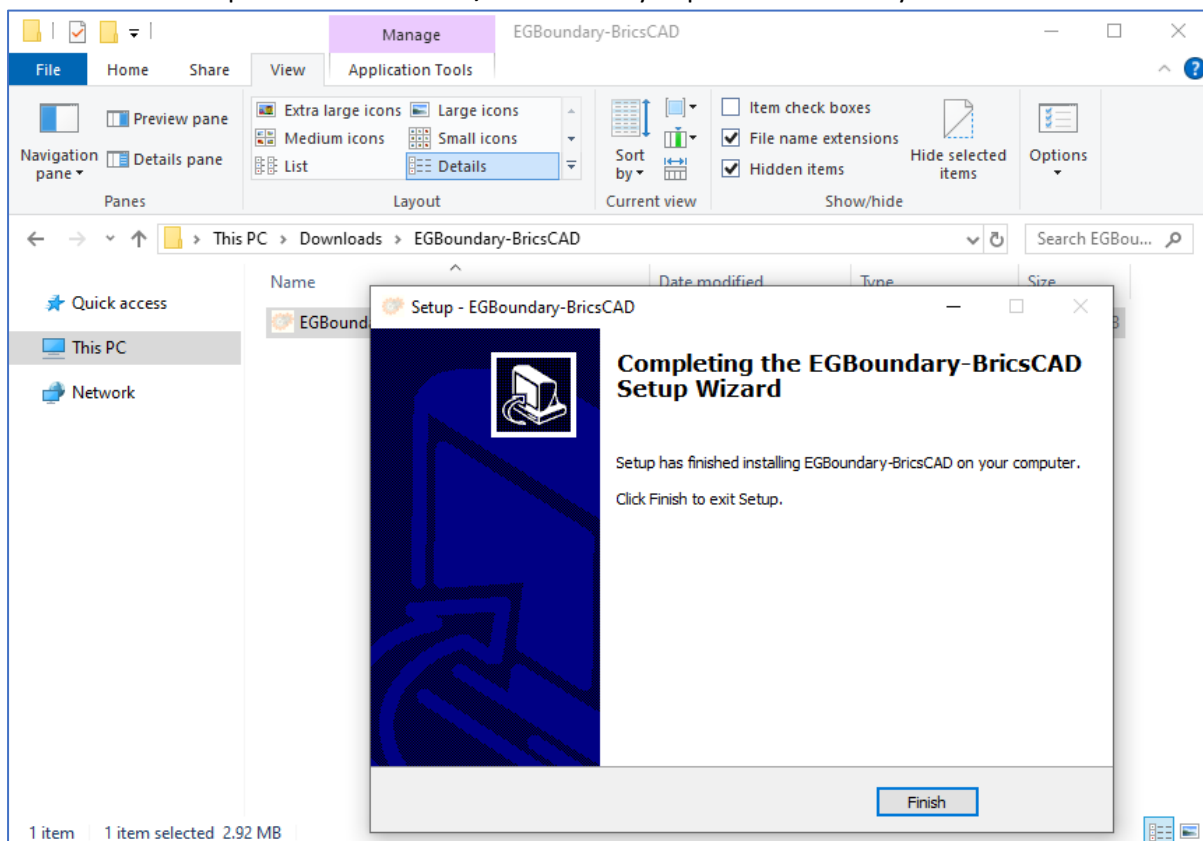 Manage
EGBoundary-BricsCAD
File
Home
Share
View
Application Tools
Navigation pane
Preview pane
Details pane
Panes
Extra large icons
Large icons
Medium icons
Small icons
List
Details
Layout
Sort by
Current view
Item check boxes
File name extensions
Hidden items
Hide selected items
Show/hide
Options
This PC > Downloads > EGBoundary-BricsCAD
Search EGBou...
Name
Date modified
Type
Size
Quick access
This PC
Network
Setup - EGBoundary-BricsCAD
Completing the EGBoundary-BricsCAD
Setup Wizard
Setup has finished installing EGBoundary-BricsCAD on your computer.
Click Finish to exit Setup.
Finish
1 item
1 item selected 2.92 MB